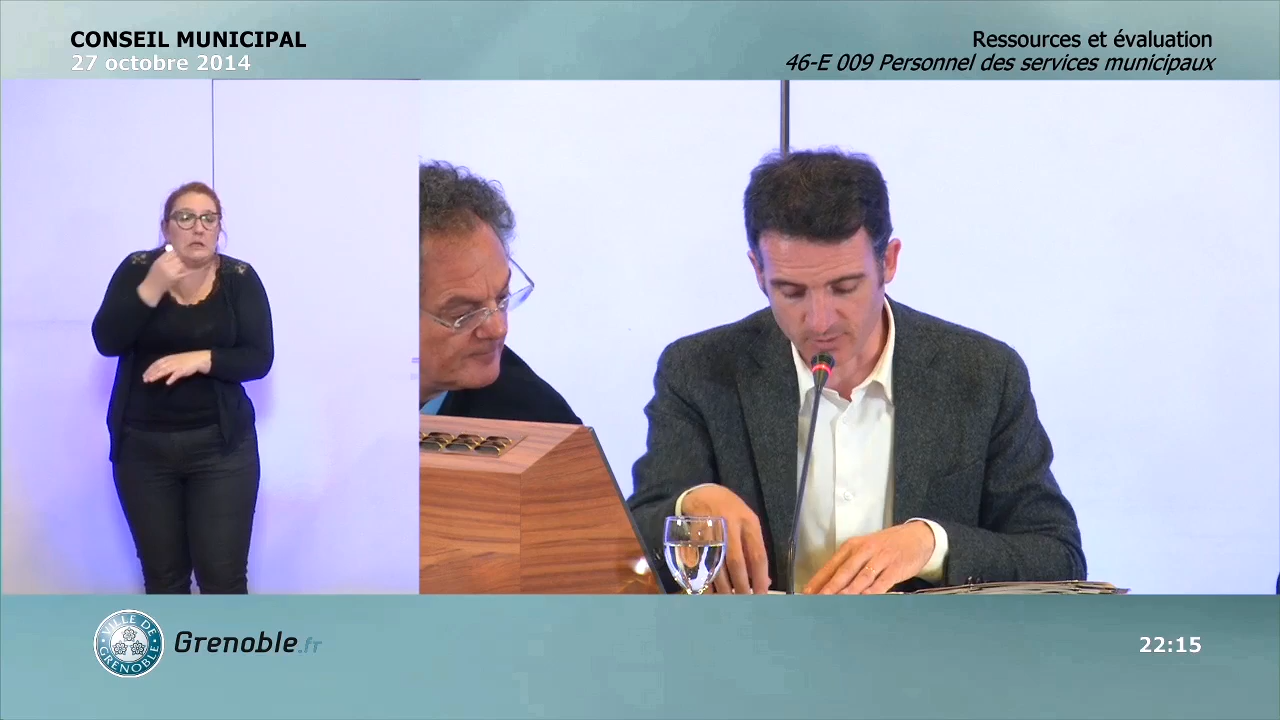 CONSEIL MUNICIPAL
27 octobre 2014
Ressources et évaluation
46-E 009 Personnel des services municipaux
VILLE DE GRENOBLE
Grenoble.fr
22:15